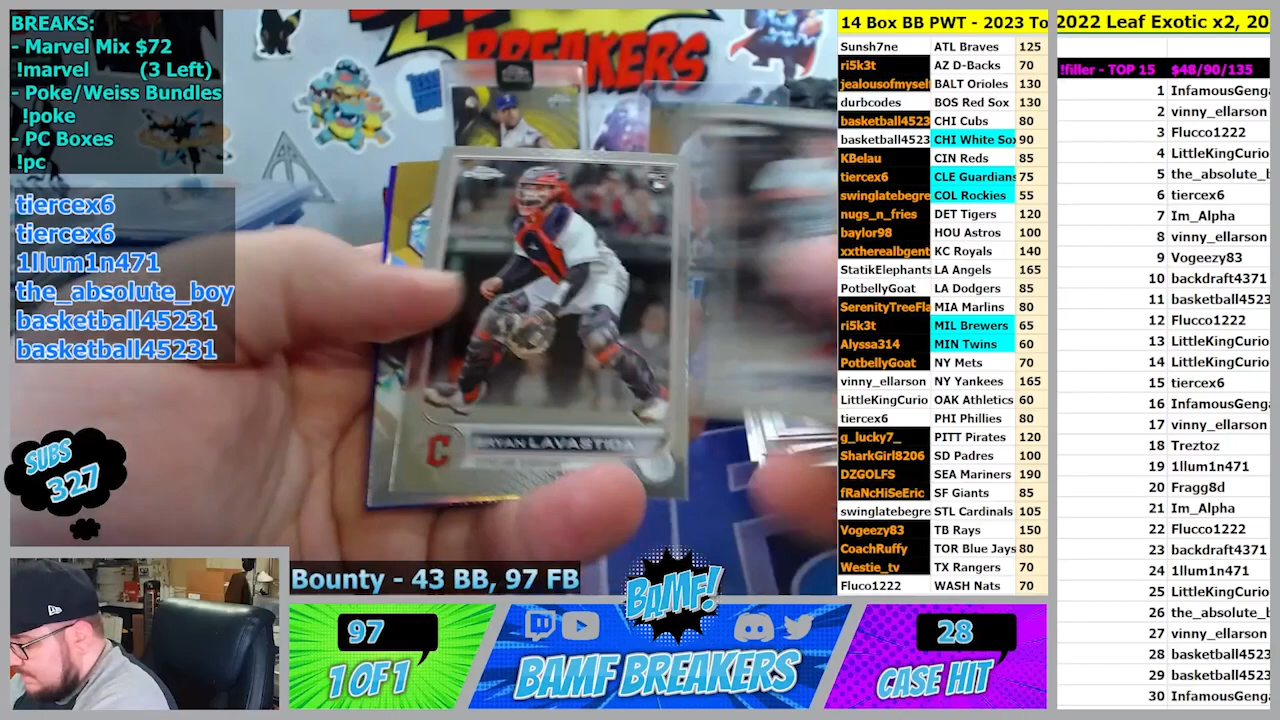 BREAKS:
- Marvel Mix $72
!marvel (3 Left)
- Poke/Weiss Bundles
!poke
- PC Boxes
!pc
tiercex6
tiercex6
1llum1n471
the_absolute_boy
basketball45231
basketball45231
SUBS
327
BREAKERS
C
LAVASTIDA
Bounty - 43 BB, 97 FB
BAMF!
97
1 OF 1
BAMF BREAKERS
28
CASE HIT
14 Box BB PWT - 2023 To
Sunsh7ne ATL Braves 125
ri5k3t AZ D-Backs 70
jealousofmysel BALT Orioles 130
durbcodes BOS Red Sox 130
basketball4523 CHI Cubs 80
basketball4523 CHI White Sox 90
KBelau CIN Reds 85
tiercex6 CLE Guardians 75
swinglatebegre COL Rockies 55
nugs_n_fries DET Tigers 120
baylor98 HOU Astros 100
xxtherealbgent KC Royals 140
StatikElephants LA Angels 165
PotbellyGoat LA Dodgers 85
SerenityTreeFla MIA Marlins 80
ri5k3t MIL Brewers 65
Alyssa314 MIN Twins 60
PotbellyGoat NY Mets 70
vinny_ellarson NY Yankees 165
LittleKingCurio OAK Athletics 60
tiercex6 PHI Phillies 80
g_lucky7_ PITT Pirates 120
SharkGirl8206 SD Padres 100
DZGOLFS SEA Mariners 190
fRaNcHiSeEric SF Giants 85
swinglatebegre STL Cardinals 105
Vogeezy83 TB Rays 150
CoachRuffy TOR Blue Jays 80
Westie_tv TX Rangers 70
Fluco1222 WASH Nats 70
2022 Leaf Exotic x2, 20
!filler - TOP 15 $48/90/135
1 InfamousGenga
2 vinny_ellarson
3 Flucco1222
4 LittleKingCurio
5 the_absolute_b
6 tiercex6
7 Im_Alpha
8 vinny_ellarson
9 Vogeezy83
10 backdraft4371
11 basketball4523
12 Flucco1222
13 LittleKingCurio
14 LittleKingCurio
15 tiercex6
16 InfamousGenga
17 vinny_ellarson
18 Treztoz
19 1llum1n471
20 Fragg8d
21 Im_Alpha
22 Flucco1222
23 backdraft4371
24 1llum1n471
25 LittleKingCurio
26 the_absolute_b
27 vinny_ellarson
28 basketball4523
29 basketball4523
30 InfamousGenga